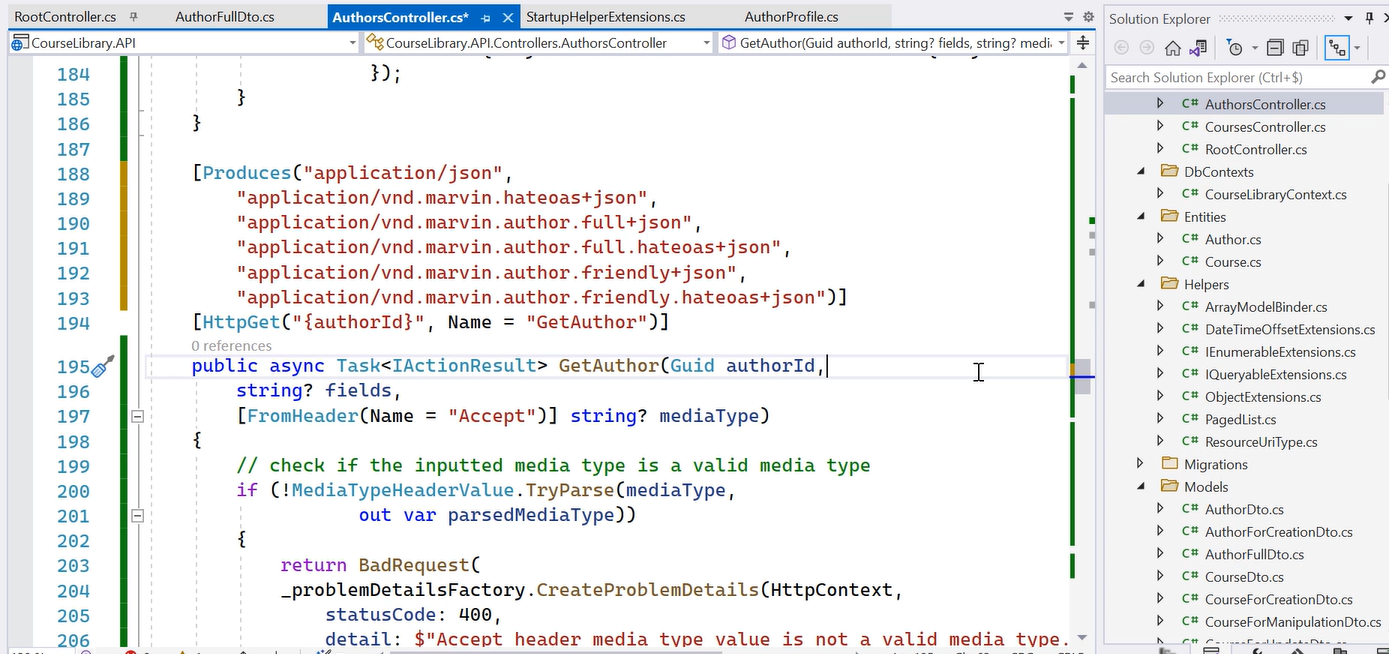 RootController.cs AuthorFullDto.cs AuthorsController.cs* StartupHelperExtensions.cs AuthorProfile.cs
CourseLibrary.API CourseLibrary.API.Controllers.AuthorsController GetAuthor(Guid authorId, string? fields, string? media
184 });
185 }
186 }
187
188 [Produces("application/json",
189 "application/vnd.marvin.hateoas+json",
190 "application/vnd.marvin.author.full+json",
191 "application/vnd.marvin.author.full.hateoas+json",
192 "application/vnd.marvin.author.friendly+json",
193 "application/vnd.marvin.author.friendly.hateoas+json")]
194 [HttpGet("{authorId}", Name = "GetAuthor")]
0 references
195 public async Task<IActionResult> GetAuthor(Guid authorId,
196 string? fields,
197 [FromHeader(Name = "Accept")] string? mediaType)
198 {
199 // check if the inputted media type is a valid media type
200 if (!MediaTypeHeaderValue.TryParse(mediaType,
201 out var parsedMediaType))
202 {
203 return BadRequest(
204 _problemDetailsFactory.CreateProblemDetails(HttpContext,
205 statusCode: 400,
206 detail: $"Accept header media type value is not a valid media type.
Solution Explorer
Search Solution Explorer (Ctrl+$)
C# AuthorsController.cs
C# CoursesController.cs
C# RootController.cs
DbContexts
C# CourseLibraryContext.cs
Entities
C# Author.cs
C# Course.cs
Helpers
C# ArrayModelBinder.cs
C# DateTimeOffsetExtensions.cs
C# IEnumerableExtensions.cs
C# IQueryableExtensions.cs
C# ObjectExtensions.cs
C# PagedList.cs
C# ResourceUriType.cs
Migrations
Models
C# AuthorDto.cs
C# AuthorForCreationDto.cs
C# AuthorFullDto.cs
C# CourseDto.cs
C# CourseForCreationDto.cs
C# CourseForManipulationDto.cs
C# CourseForUpdateDto.cs